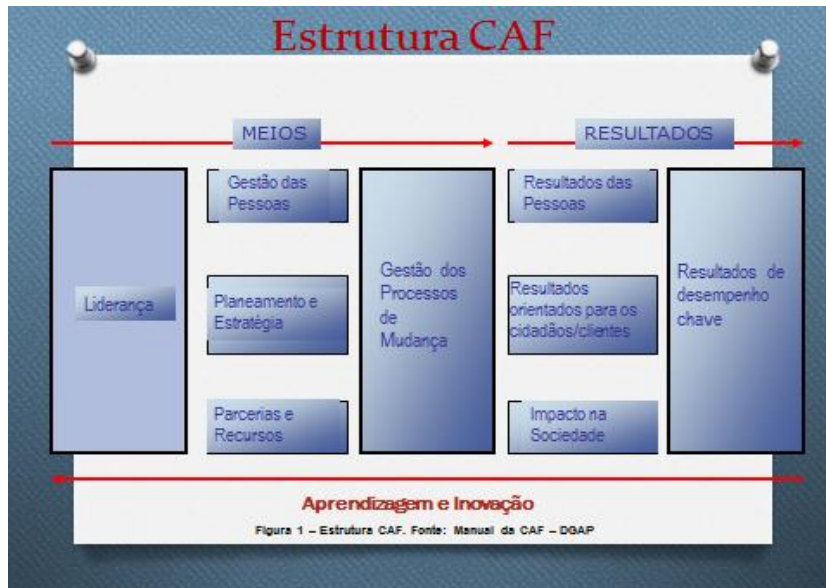 Estrutura CAF
MEIOS
RESULTADOS
Liderança
Gestão das
Pessoas
Planeamento e
Estratégia
Parcerias e
Recursos
Gestão dos
Processos
de
Mudança
Resultados das
Pessoas
Resultados
orientados para os
cidadãos/clientes
Impacto na
Sociedade
Resultados de
desempenho
chave
Aprendizagem e Inovação
Figura 1 – Estrutura CAF. Fonte: Manual da CAF – DGAP